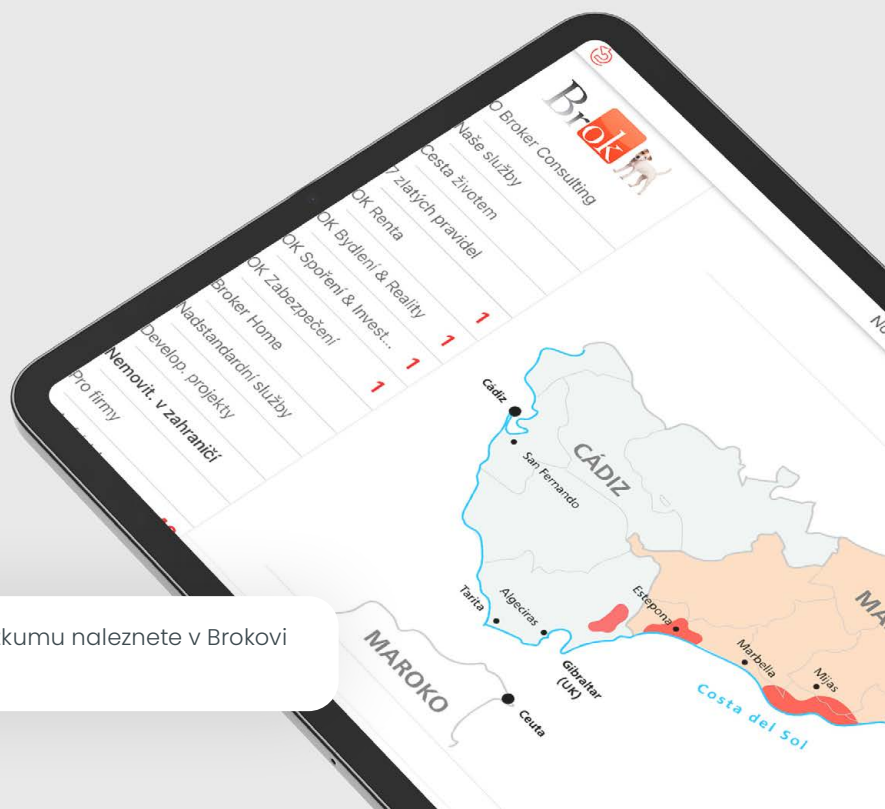 Brok
O Broker Consulting
Naše služby
Cesta životem
7 zlatých pravidel
OK Renta
OK Bydlení & Reality
1
OK Spoření & Invest...
1
OK Zabezpečení
1
Broker Home
1
Nadstandardní služby
Develop. projekty
Nemovit. v zahraničí
Pro firmy
Cádiz
San Fernando
CÁDIZ
Tarita
Algeciras
Estepona
Marbella
Mijas
Gibraltar
(UK)
Costa del Sol
MAROKO
Ceuta
naleznete v Brokovi